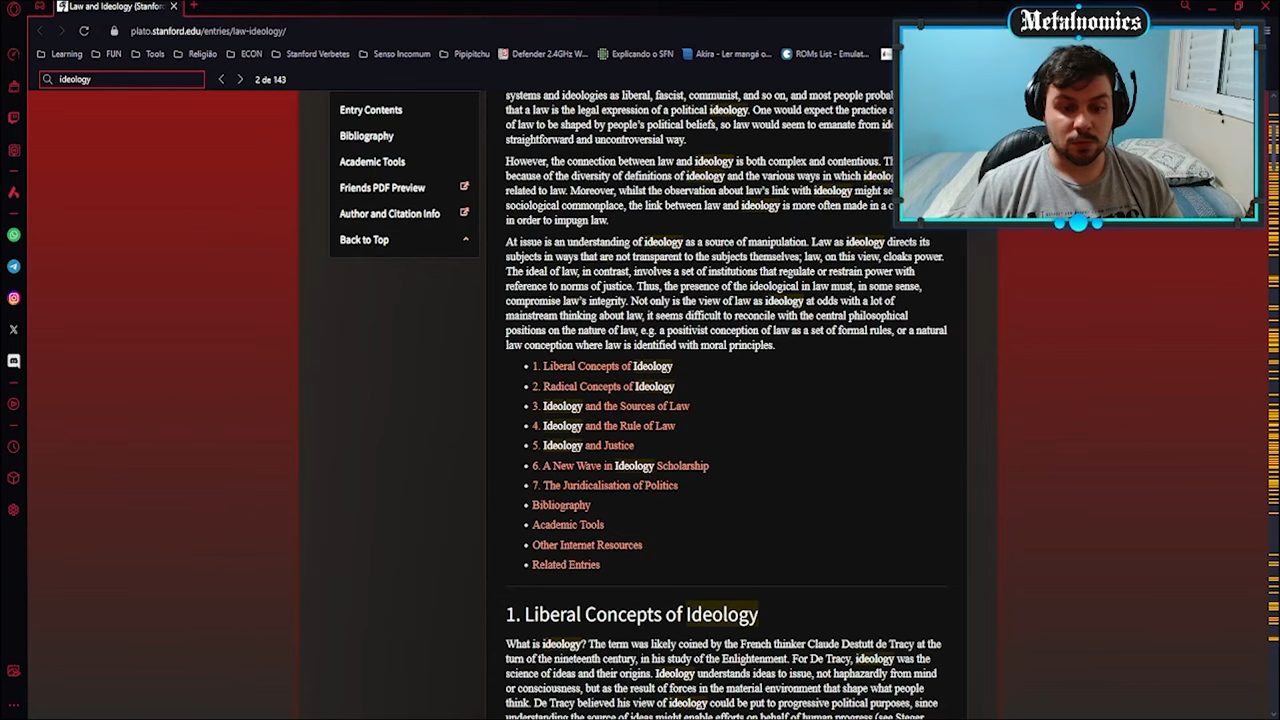 Law and Ideology (Stanfor
Metalnomics
plato.stanford.edu/entries/law-ideology/
Learning FUN Tools Religião ECON Stanford Verbetes Senso Incomum Pipipitchu Defender 2.4GHz W... Explicando o SFN Akira – Ler mangá o... ROMs List - Emulat...
ideology 2 de 143
Entry Contents
Bibliography
Academic Tools
Friends PDF Preview
Author and Citation Info
Back to Top
systems and ideologies as liberal, fascist, communist, and so on, and most people probab
that a law is the legal expression of a political ideology. One would expect the practice a
of law to be shaped by people's political beliefs, so law would seem to emanate from ide
straightforward and uncontroversial way.
However, the connection between law and ideology is both complex and contentious. Th
because of the diversity of definitions of ideology and the various ways in which ideolo
related to law. Moreover, whilst the observation about law's link with ideology might se
sociological commonplace, the link between law and ideology is more often made in a c
in order to impugn law.
At issue is an understanding of ideology as a source of manipulation. Law as ideology directs its
subjects in ways that are not transparent to the subjects themselves; law, on this view, cloaks power.
The ideal of law, in contrast, involves a set of institutions that regulate or restrain power with
reference to norms of justice. Thus, the presence of the ideological in law must, in some sense,
compromise law's integrity. Not only is the view of law as ideology at odds with a lot of
mainstream thinking about law, it seems difficult to reconcile with the central philosophical
positions on the nature of law, e.g. a positivist conception of law as a set of formal rules, or a natural
law conception where law is identified with moral principles.
1. Liberal Concepts of Ideology
2. Radical Concepts of Ideology
3. Ideology and the Sources of Law
4. Ideology and the Rule of Law
5. Ideology and Justice
6. A New Wave in Ideology Scholarship
7. The Juridicalisation of Politics
Bibliography
Academic Tools
Other Internet Resources
Related Entries
1. Liberal Concepts of Ideology
What is ideology? The term was likely coined by the French thinker Claude Destutt de Tracy at the
turn of the nineteenth century, in his study of the Enlightenment. For De Tracy, ideology was the
science of ideas and their origins. Ideology understands ideas to issue, not haphazardly from mind
or consciousness, but as the result of forces in the material environment that shape what people
think. De Tracy believed his view of ideology could be put to progressive political purposes, since
understanding the source of ideas might enable efforts on behalf of human progress (see Steger